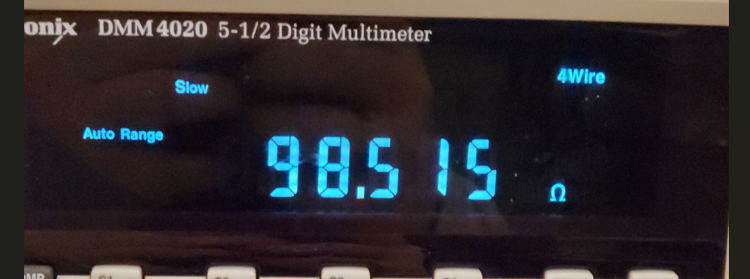 onix DMM 4020 5-1/2 Digit Multimeter
4Wire
Slow
Auto Range
98.515 Ω